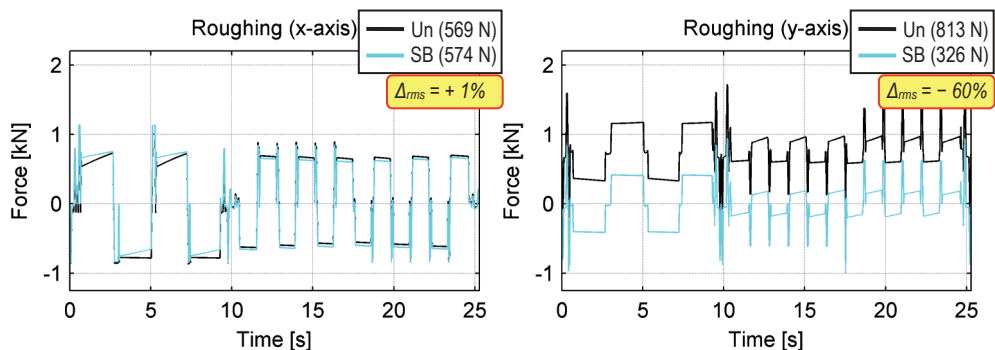 Roughing (x-axis)
Un (569 N)
SB (574 N)
Δrms = + 1%
2
1
0
-1
Force [kN]
0 5 10 15 20 25
Time [s]
Roughing (y-axis)
Un (813 N)
SB (326 N)
Δrms = − 60%
2
1
0
-1
Force [kN]
0 5 10 15 20 25
Time [s]